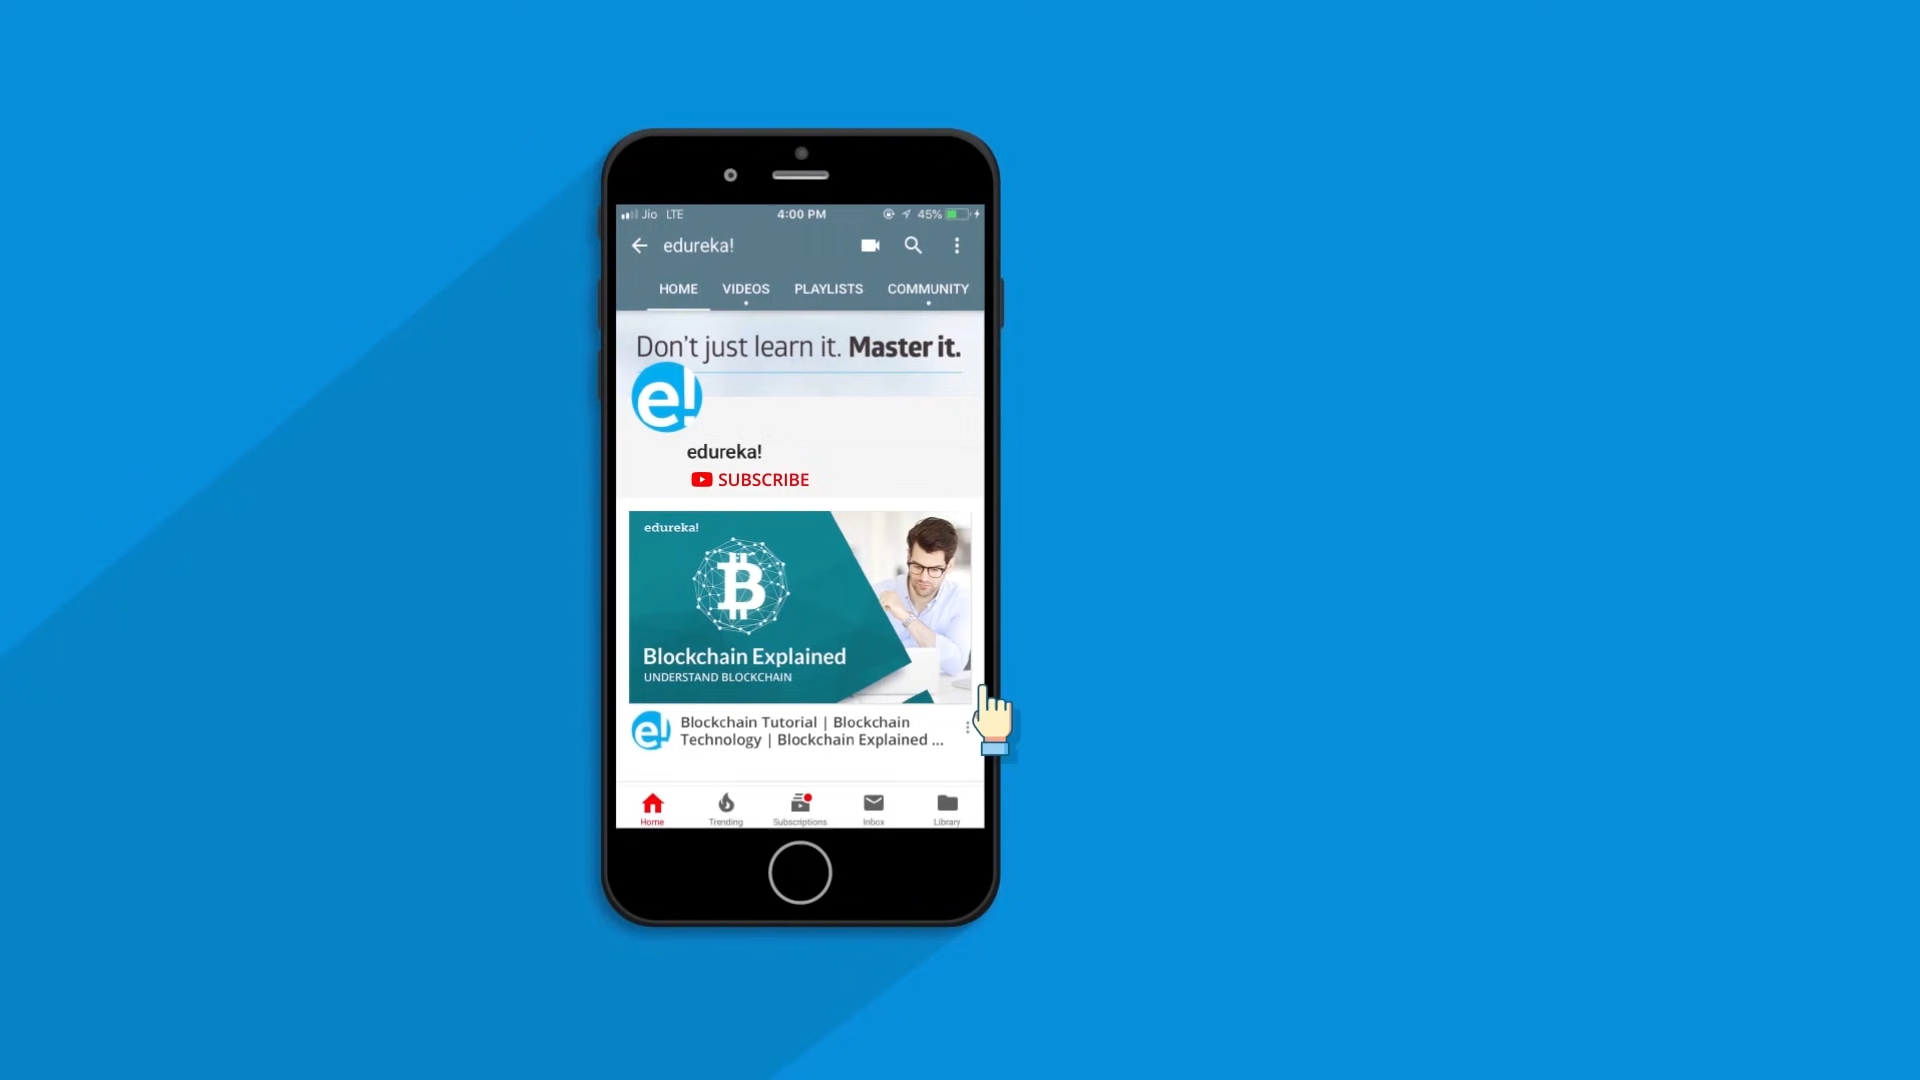 Jio LTE 4:00 PM 45%
edureka!
HOME VIDEOS PLAYLISTS COMMUNITY
Don't just learn it. Master it.
e!
edureka!
SUBSCRIBE
edureka!
B
Blockchain Explained
UNDERSTAND BLOCKCHAIN
e!
Blockchain Tutorial | Blockchain
Technology | Blockchain Explained ...
Home Trending Subscriptions Inbox Library